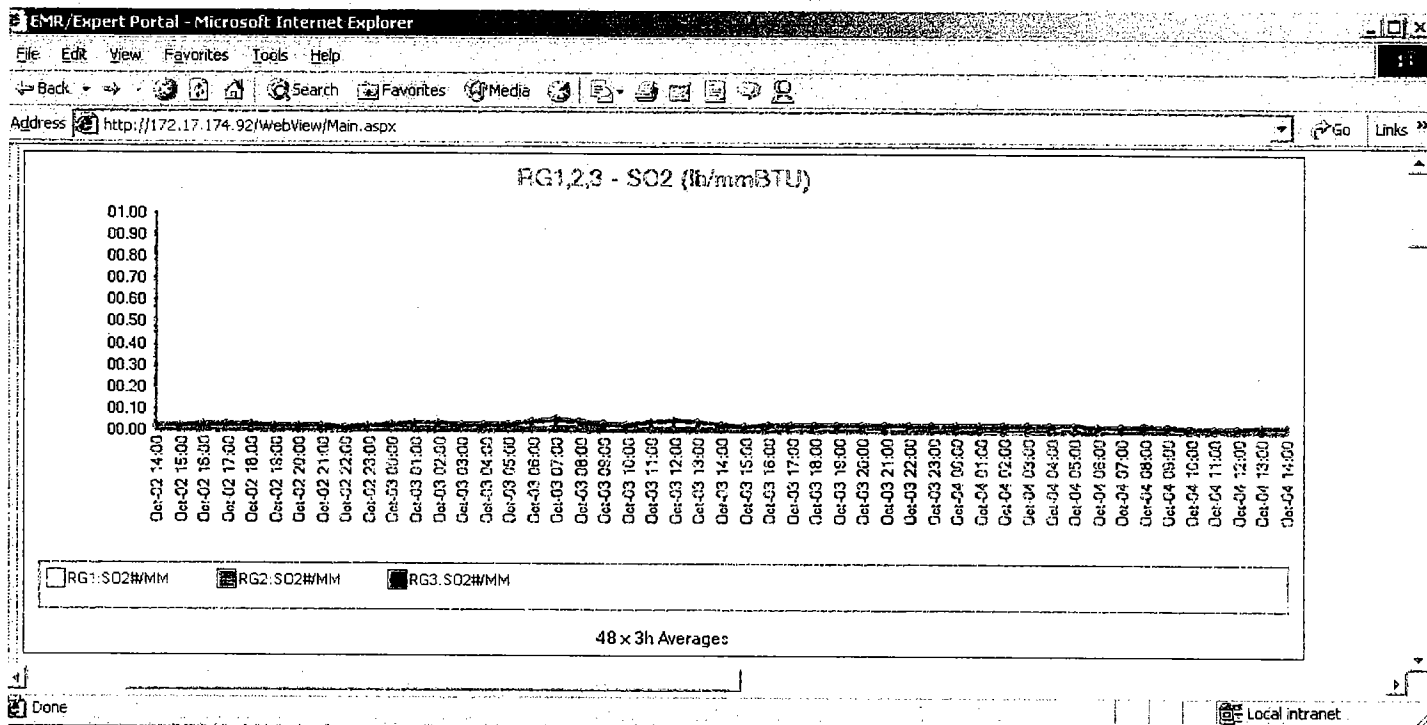 EMR/Expert Portal - Microsoft Internet Explorer
File Edit View Favorites Tools Help
Back Search Favorites Media
Address http://172.17.174.92/WebView/Main.aspx Go Links »
RG1,2,3 - SO2 (lb/mmBTU)
01.00
00.90
00.80
00.70
00.60
00.50
00.40
00.30
00.20
00.10
00.00
Oct-02 14:00
Oct-02 15:00
Oct-02 16:00
Oct-02 17:00
Oct-02 18:00
Oct-02 19:00
Oct-02 20:00
Oct-02 21:00
Oct-02 22:00
Oct-02 23:00
Oct-03 00:00
Oct-03 01:00
Oct-03 02:00
Oct-03 03:00
Oct-03 04:00
Oct-03 05:00
Oct-03 06:00
Oct-03 07:00
Oct-03 08:00
Oct-03 09:00
Oct-03 10:00
Oct-03 11:00
Oct-03 12:00
Oct-03 13:00
Oct-03 14:00
Oct-03 15:00
Oct-03 16:00
Oct-03 17:00
Oct-03 18:00
Oct-03 19:00
Oct-03 20:00
Oct-03 21:00
Oct-03 22:00
Oct-03 23:00
Oct-04 00:00
Oct-04 01:00
Oct-04 02:00
Oct-04 03:00
Oct-04 04:00
Oct-04 05:00
Oct-04 06:00
Oct-04 07:00
Oct-04 08:00
Oct-04 09:00
Oct-04 10:00
Oct-04 11:00
Oct-04 12:00
Oct-04 13:00
Oct-04 14:00
RG1:SO2#/MM RG2:SO2#/MM RG3.SO2#/MM
48 x 3h Averages
Done Local intranet